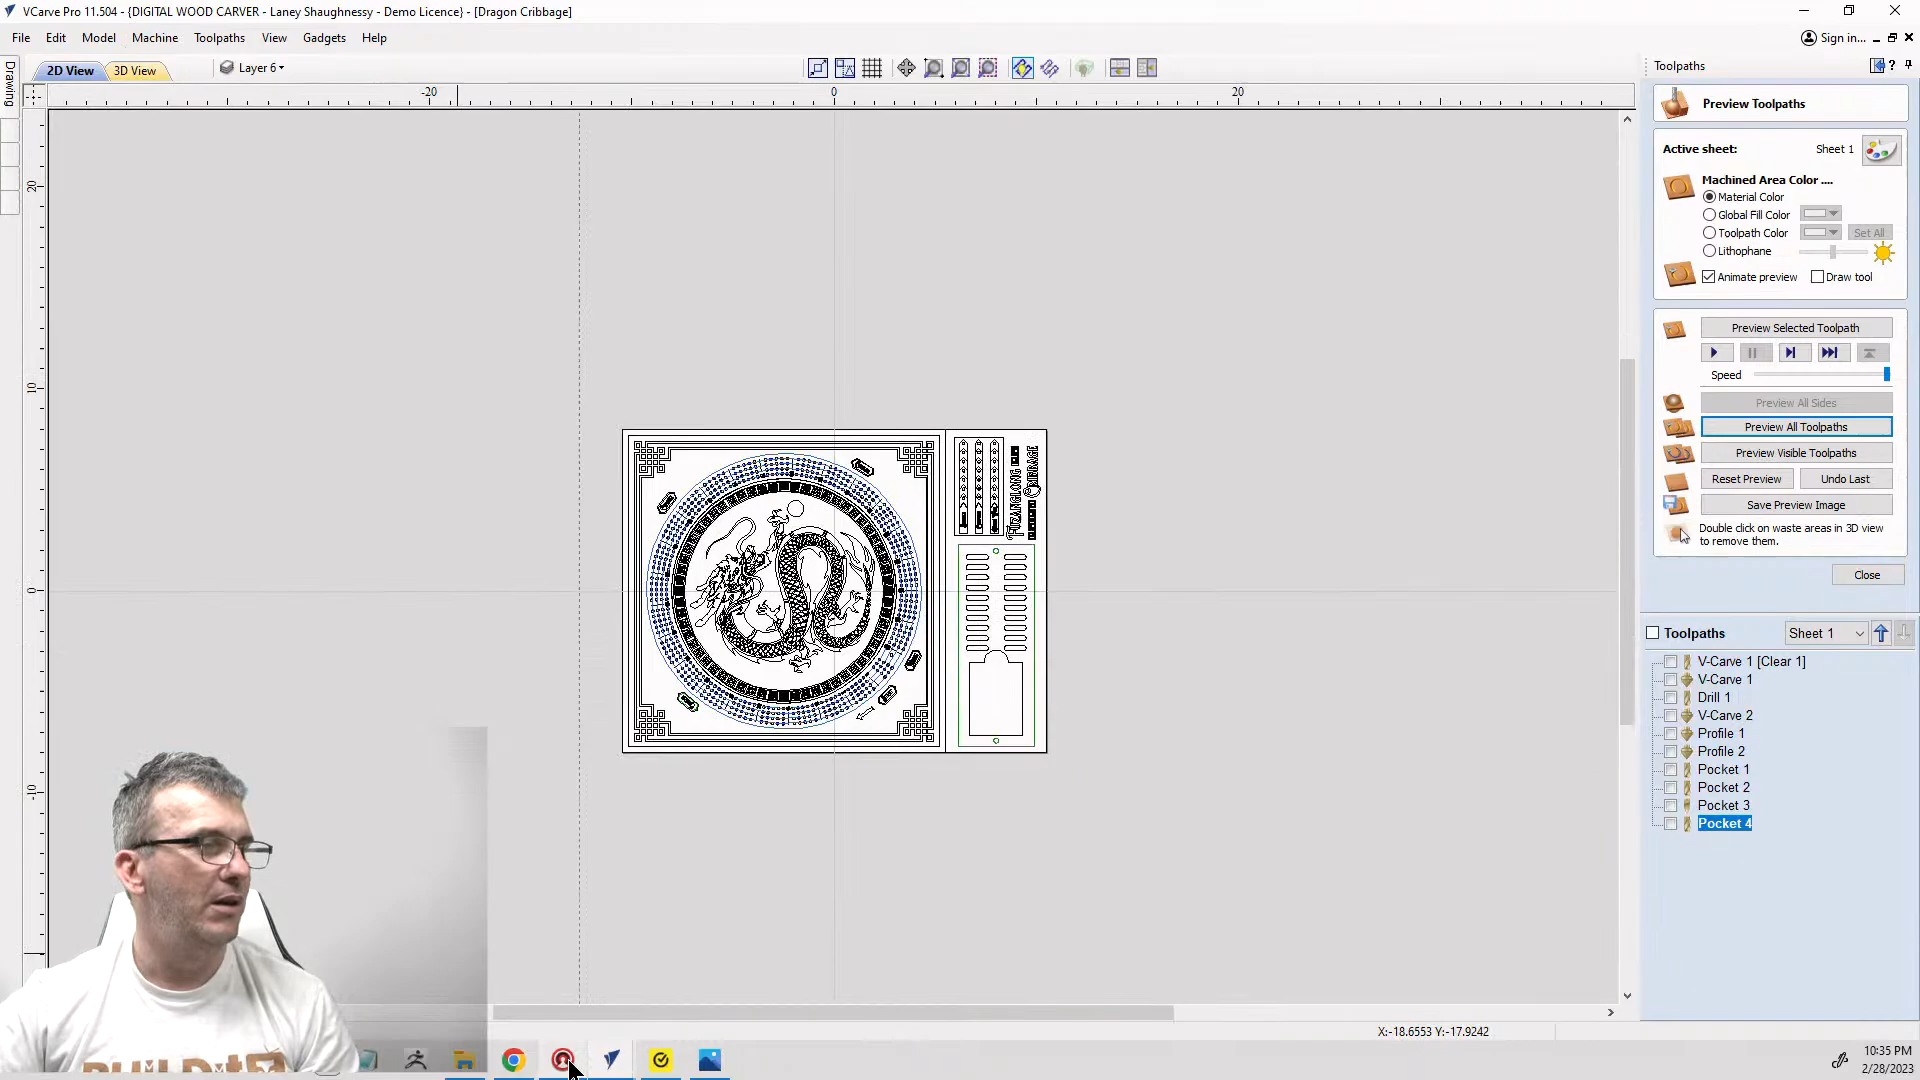 VCarve Pro 11.504 - {DIGITAL WOOD CARVER - Laney Shaughnessy - Demo Licence} - [Dragon Cribbage]
File Edit Model Machine Toolpaths View Gadgets Help
Sign in...
2D View 3D View Layer 6
Drawing
-20 0 20
20
10
0
-10
FUZANGLONG
CRIBBAGE
Toolpaths
Preview Toolpaths
Active sheet: Sheet 1
Machined Area Color ....
Material Color
Global Fill Color
Toolpath Color Set All
Lithophane
Animate preview Draw tool
Preview Selected Toolpath
Speed
Preview All Sides
Preview All Toolpaths
Preview Visible Toolpaths
Reset Preview Undo Last
Save Preview Image
Double click on waste areas in 3D view
to remove them.
Close
Toolpaths Sheet 1
V-Carve 1 [Clear 1]
V-Carve 1
Drill 1
V-Carve 2
Profile 1
Profile 2
Pocket 1
Pocket 2
Pocket 3
Pocket 4
X:-18.6553 Y:-17.9242
10:35 PM
2/28/2023